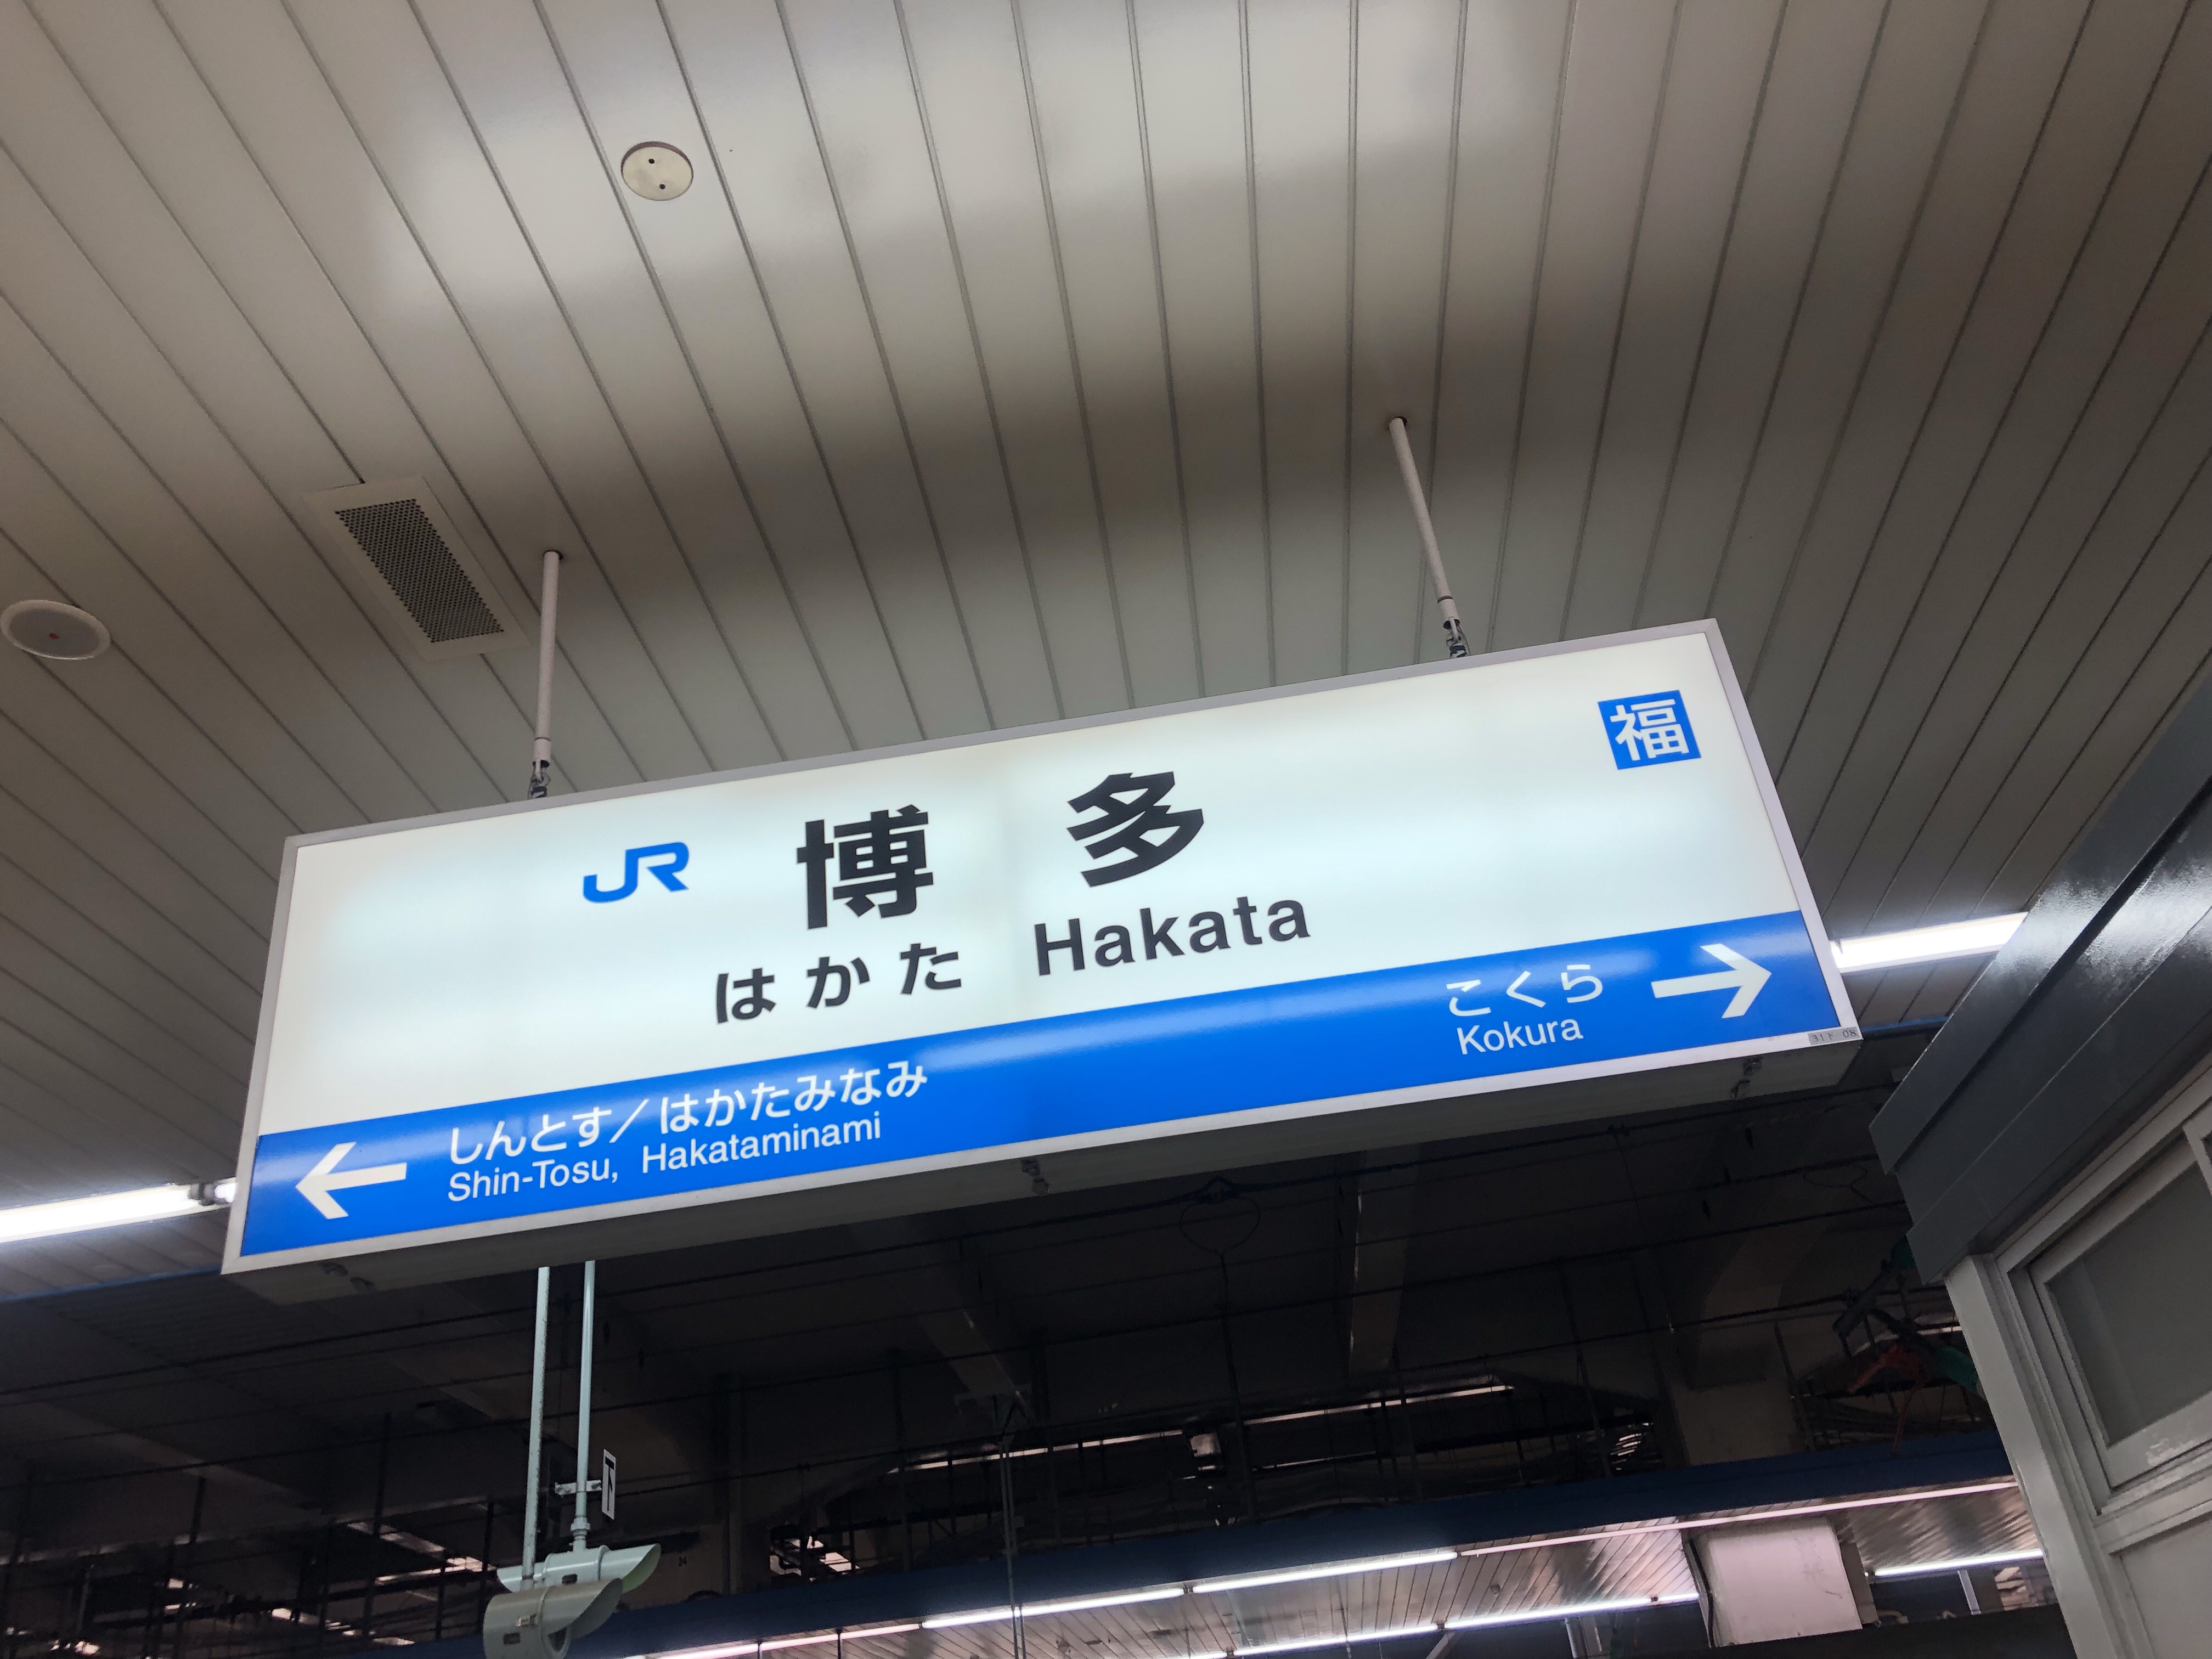 福
JR 博多
はかた Hakata
こくら
Kokura
しんとす／はかたみなみ
Shin-Tosu, Hakataminami